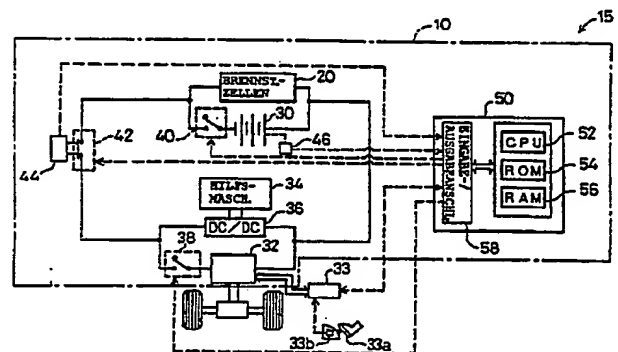 10
15
BRENNST.-
ZELLEN
20
30
40
42
44
46
50
EINGABE-/
AUSGABEANSCHL.
CPU
52
ROM
54
RAM
56
58
HILFS-
MASCH.
34
36
DC/DC
38
32
33
33b
33a